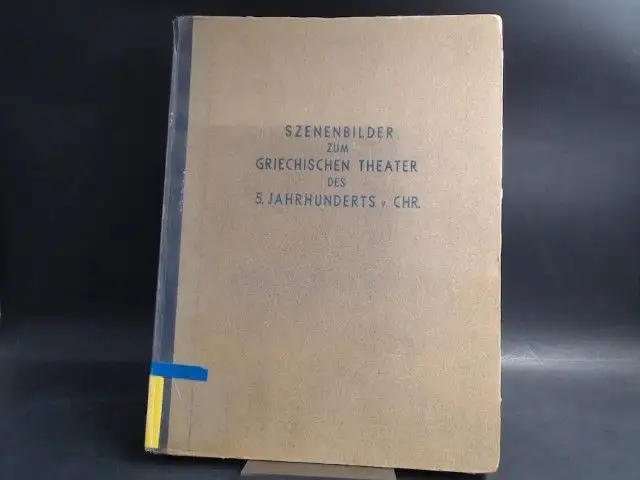 SZENENBILDER
ZUM
GRIECHISCHEN THEATER
DES
5. JAHRHUNDERTS v. CHR.